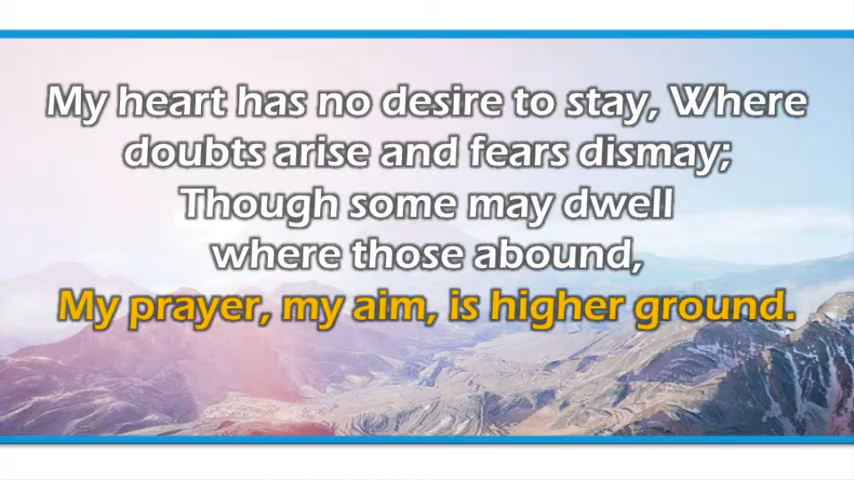 My heart has no desire to stay, Where
doubts arise and fears dismay;
Though some may dwell
where those abound,
My prayer, my aim, is higher ground.